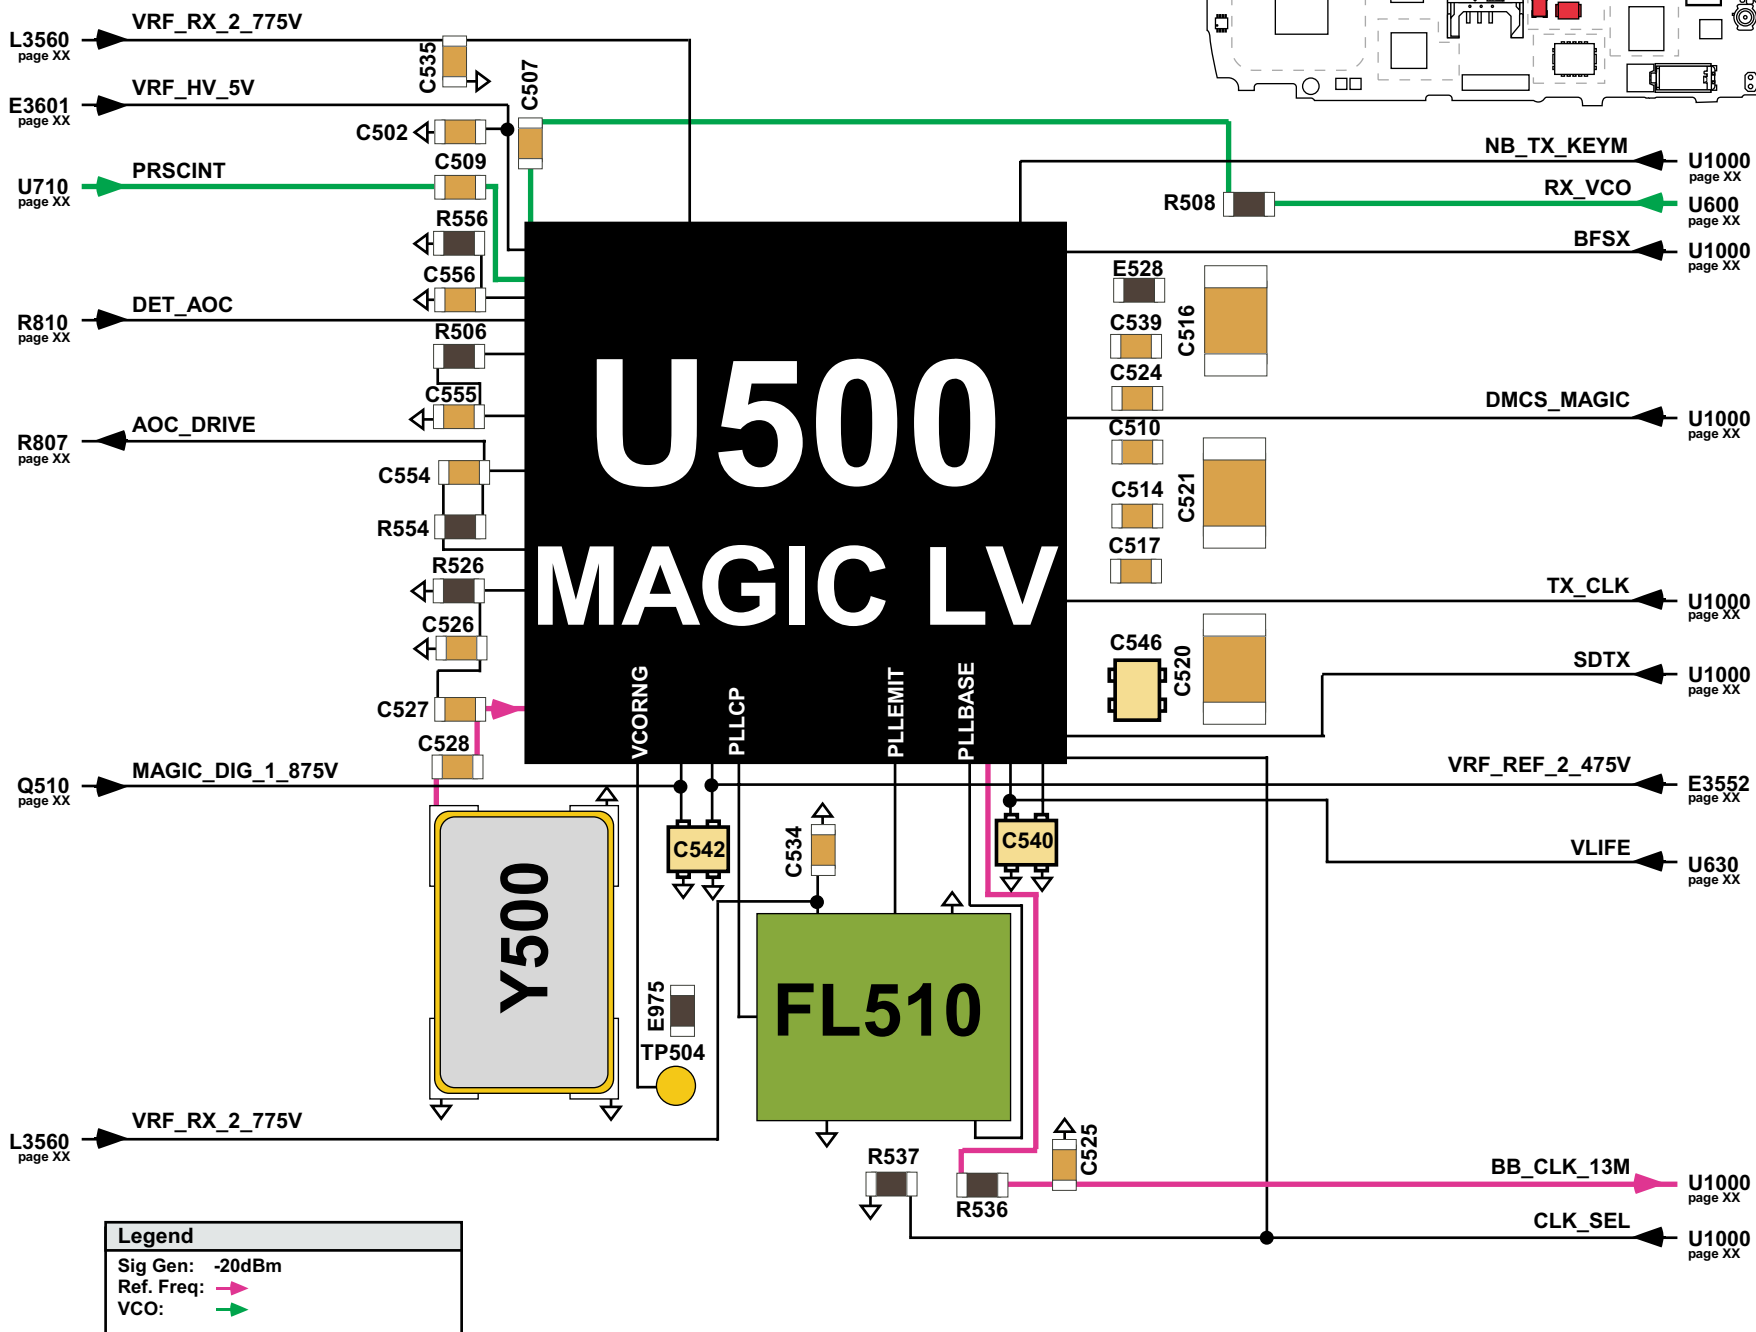 VRF_RX_2_775V
L3560
page XX
C535
C507
VRF_HV_5V
E3601
page XX
C502
C509
PRSCINT
U710
page XX
R556
C556
DET_AOC
R810
page XX
R506
C555
AOC_DRIVE
R807
page XX
C554
R554
R526
C526
C527
C528
MAGIC_DIG_1_875V
Q510
page XX
U500
MAGIC LV
VCORNG
PLLCP
PLLEMIT
PLLBASE
NB_TX_KEYM
U1000
page XX
RX_VCO
R508
U600
page XX
BFSX
U1000
page XX
E528
C539
C516
C524
DMCS_MAGIC
U1000
page XX
C510
C514
C521
C517
TX_CLK
U1000
page XX
C546
C520
SDTX
U1000
page XX
VRF_REF_2_475V
E3552
page XX
VLIFE
U630
page XX
C542
C534
C540
Y500
E975
TP504
FL510
VRF_RX_2_775V
L3560
page XX
R537
R536
C525
BB_CLK_13M
U1000
page XX
CLK_SEL
U1000
page XX
Legend
Sig Gen: -20dBm
Ref. Freq:
VCO: